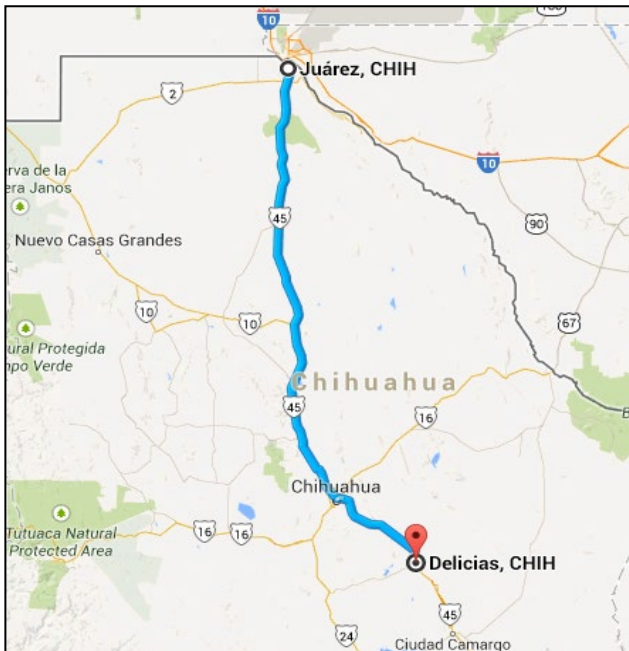 10
Juárez, CHIH
2
10
rva de la
era Janos
45
90
Nuevo Casas Grandes
10
10
67
ural Protegida
po Verde
Chihuahua
45
16
Chihuahua
Tutuaca Natural
Protected Area
16
16
Delicias, CHIH
45
24
Ciudad Camargo